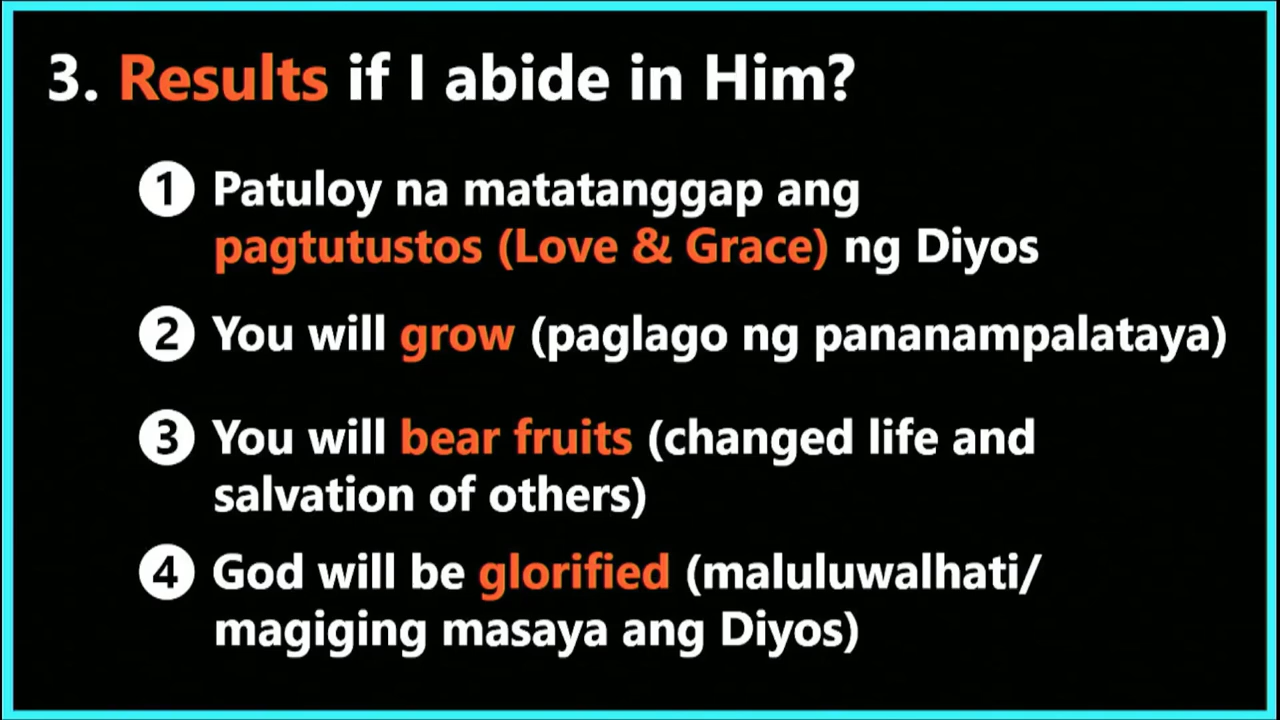 3. Results if I abide in Him?
1 Patuloy na matatanggap ang
pagtutustos (Love & Grace) ng Diyos
2 You will grow (paglago ng pananampalataya)
3 You will bear fruits (changed life and
salvation of others)
4 God will be glorified (maluluwalhati/
magiging masaya ang Diyos)